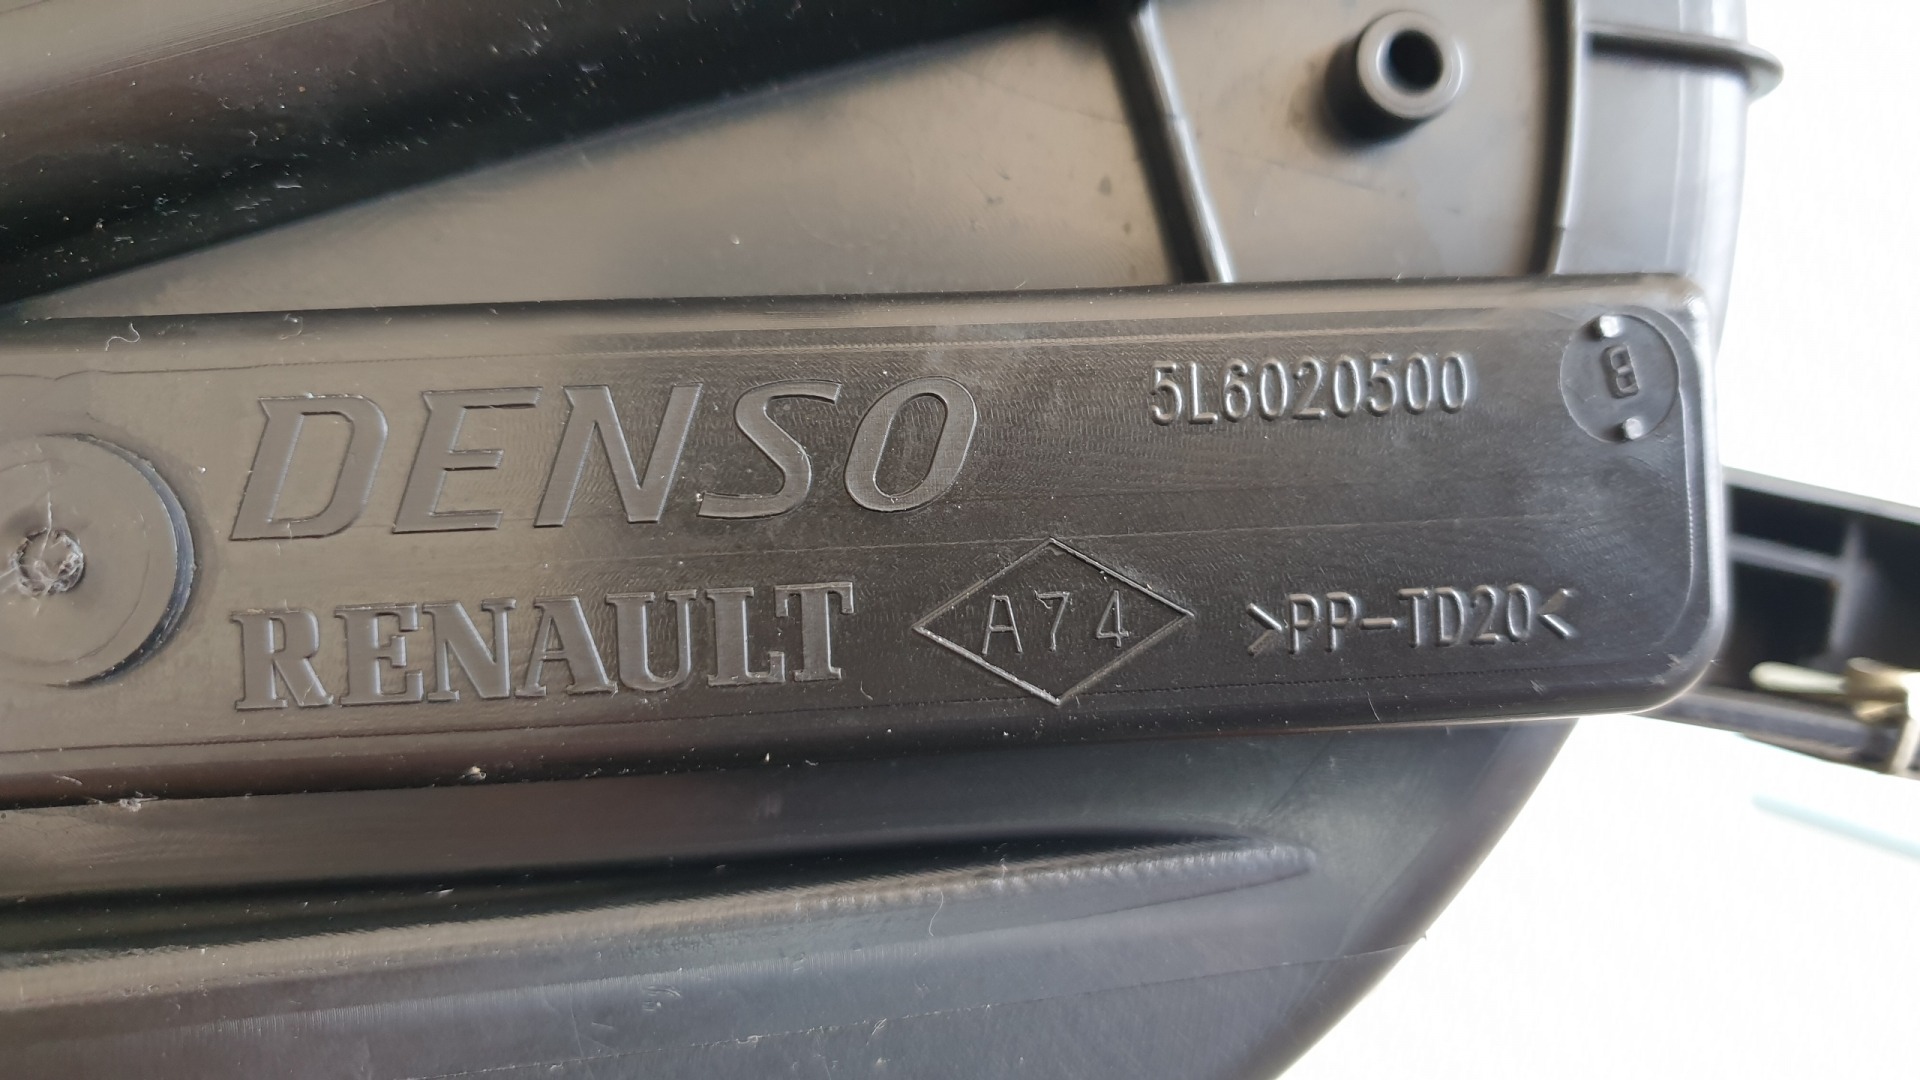 DENSO
5L6020500
B
RENAULT
A74
>PP-TD20<